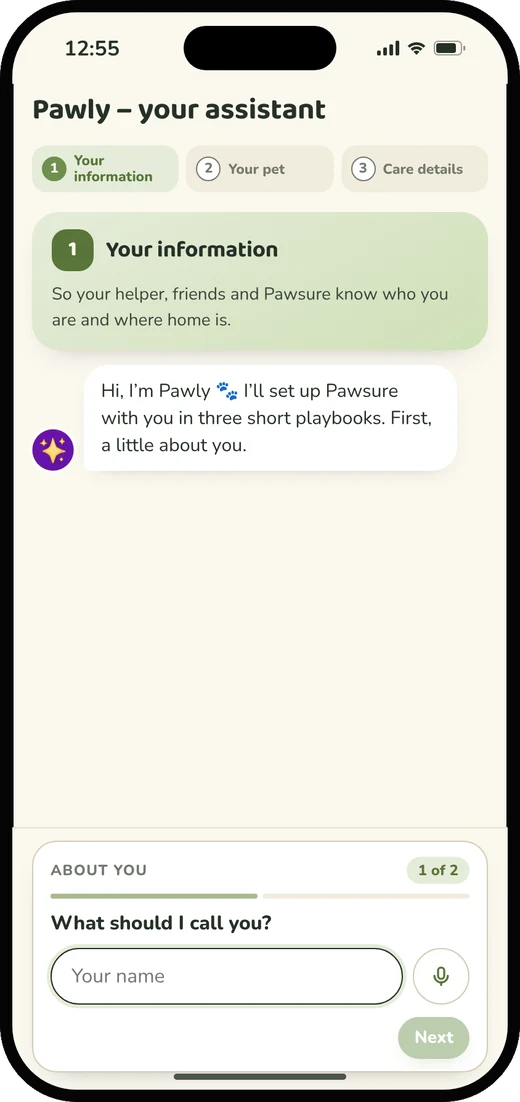 12:55
Pawly – your assistant
1
Your
information
2
Your pet
3
Care details
1
Your information
So your helper, friends and Pawsure know who you
are and where home is.
Hi, I’m Pawly 🐾 I’ll set up Pawsure
with you in three short playbooks. First,
a little about you.
ABOUT YOU
1 of 2
What should I call you?
Your name
Next